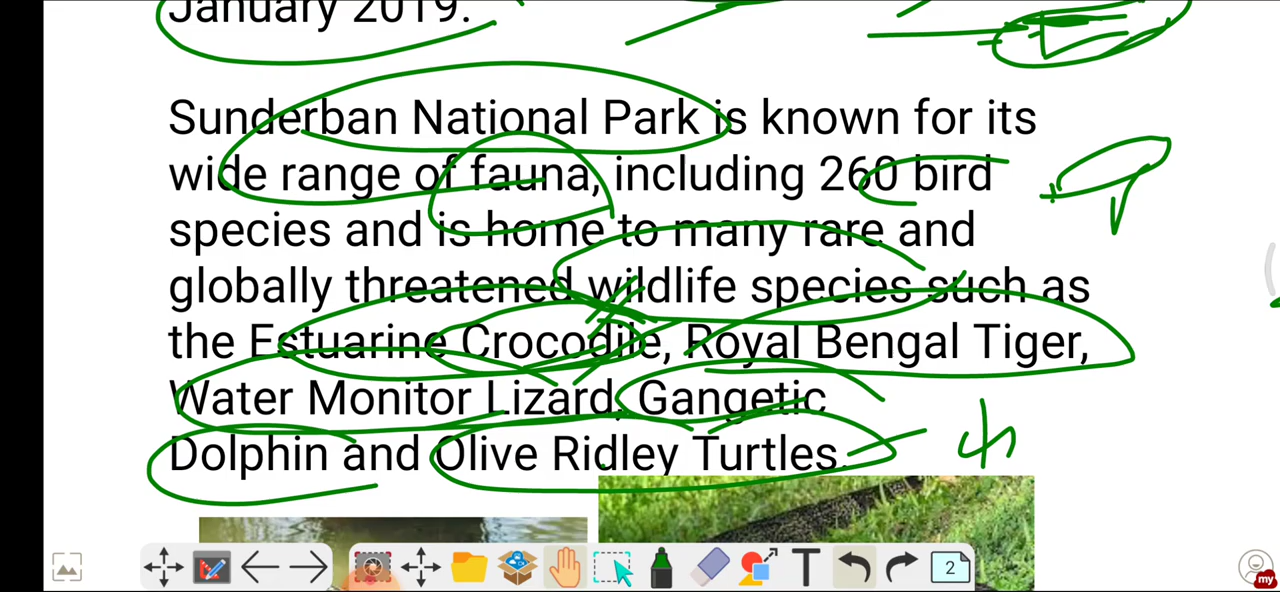 January 2019.
Sunderban National Park is known for its
wide range of fauna, including 260 bird
species and is home to many rare and
globally threatened wildlife species such as
the Estuarine Crocodile, Royal Bengal Tiger,
Water Monitor Lizard, Gangetic
Dolphin and Olive Ridley Turtles.
T
2
my